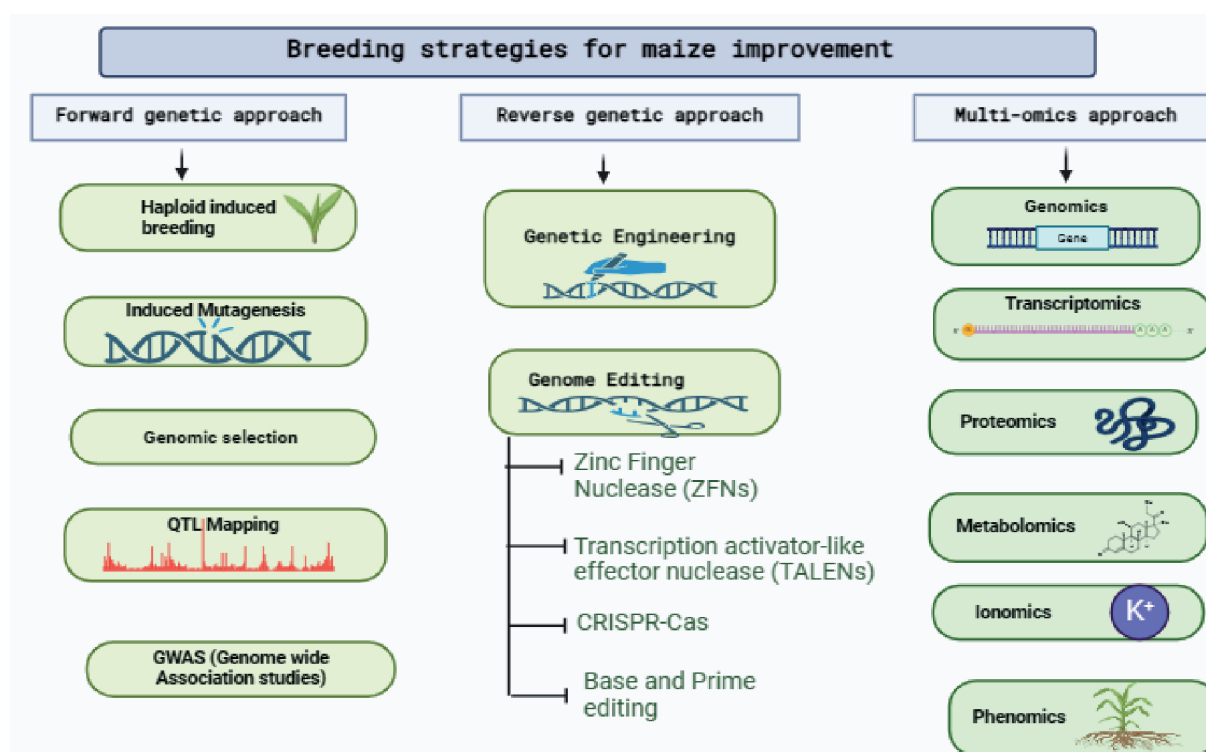 Breeding strategies for maize improvement
Forward genetic approach
Haploid induced
breeding
Induced Mutagenesis
Genomic selection
QTL Mapping
GWAS (Genome wide
Association studies)
Reverse genetic approach
Genetic Engineering
Genome Editing
Zinc Finger
Nuclease (ZFNs)
Transcription activator-like
effector nuclease (TALENs)
CRISPR-Cas
Base and Prime
editing
Multi-omics approach
Genomics
Gene
Transcriptomics
A A A
Proteomics
Metabolomics
Ionomics
K⁺
Phenomics